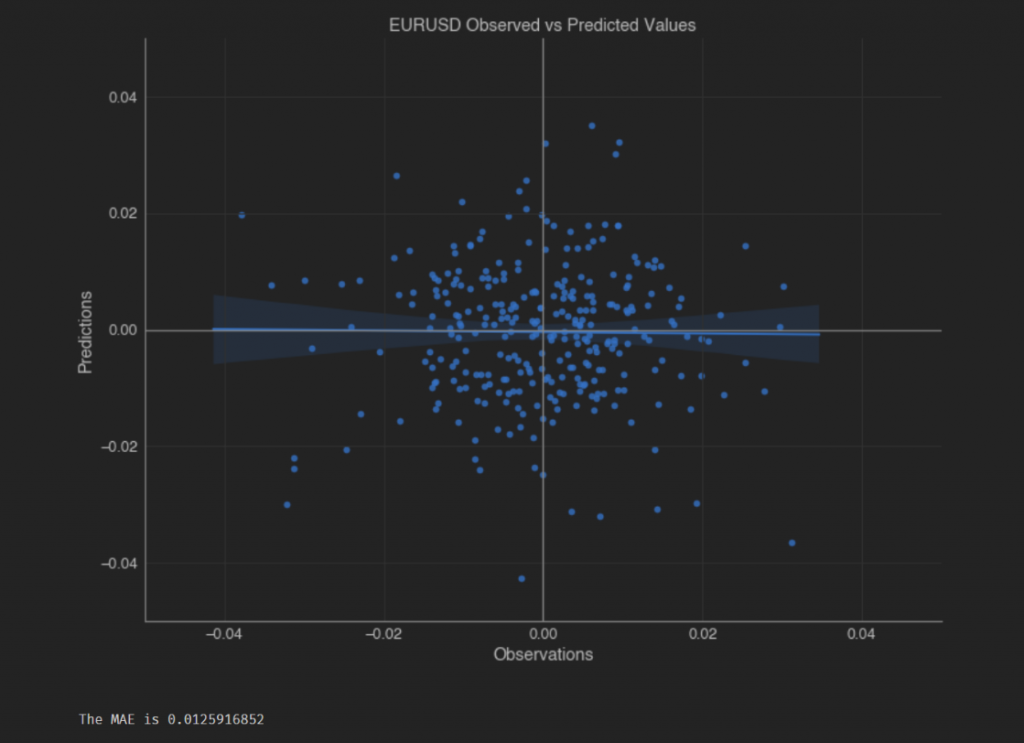 EURUSD Observed vs Predicted Values
0.04
0.02
0.00
−0.02
−0.04
Predictions
−0.04 −0.02 0.00 0.02 0.04
Observations
The MAE is 0.0125916852